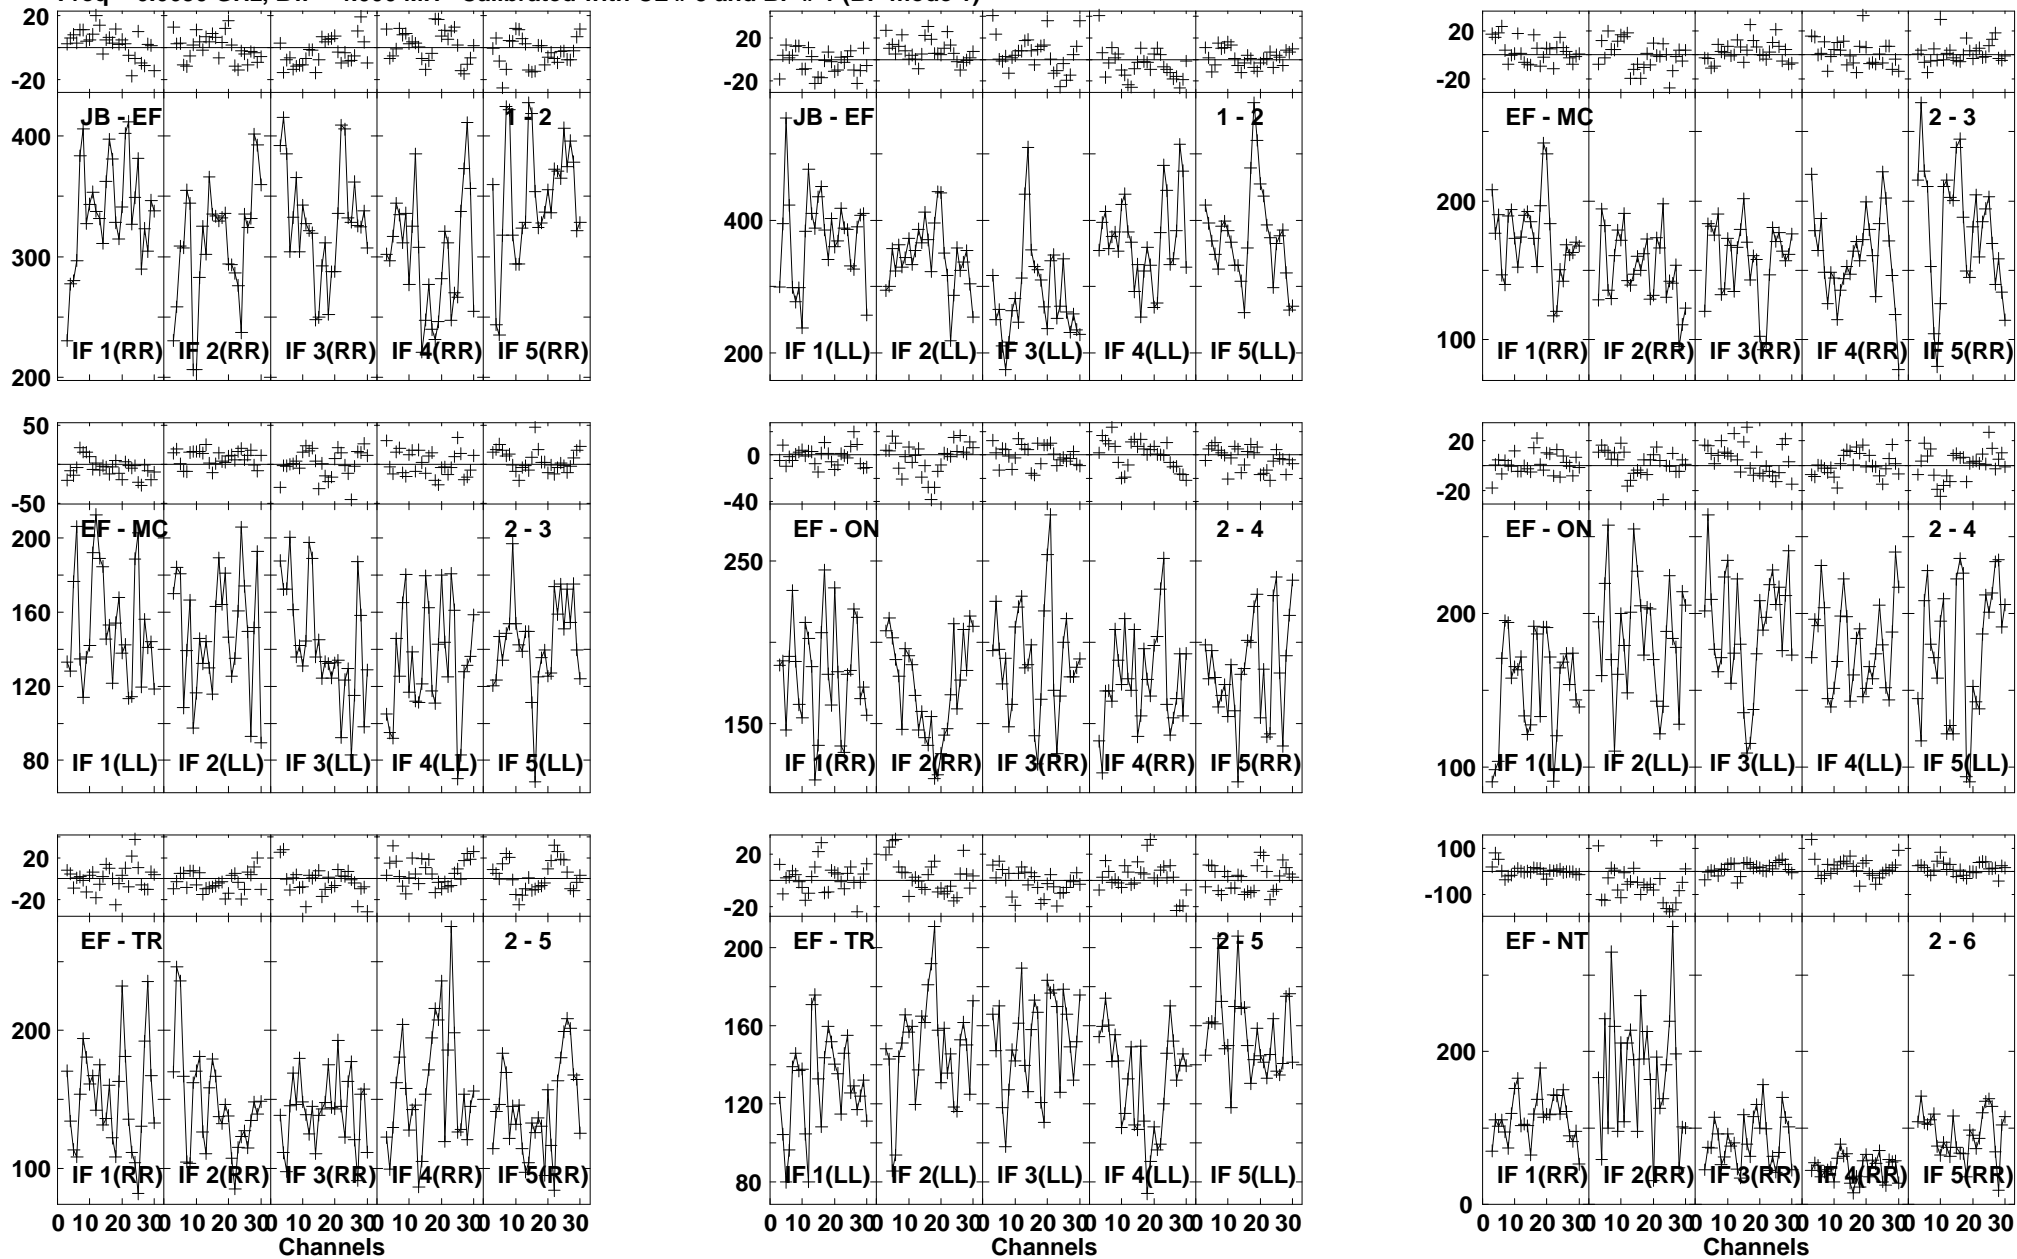 20 20 20
-20 -20 -20
JB - EF 1 - 2 JB - EF 1 - 2 EF - MC 2 - 3
400
300
200
400
200
200
100
IF 1(RR) IF 2(RR) IF 3(RR) IF 4(RR) IF 5(RR) IF 1(LL) IF 2(LL) IF 3(LL) IF 4(LL) IF 5(LL) IF 1(RR) IF 2(RR) IF 3(RR) IF 4(RR) IF 5(RR)
50 0 20
-50 -40 -20
EF - MC 2 - 3 EF - ON 2 - 4 EF - ON 2 - 4
200
160
120
80
250
150
200
100
IF 1(LL) IF 2(LL) IF 3(LL) IF 4(LL) IF 5(LL) IF 1(RR) IF 2(RR) IF 3(RR) IF 4(RR) IF 5(RR) IF 1(LL) IF 2(LL) IF 3(LL) IF 4(LL) IF 5(LL)
20 20 100
-20 -20 -100
EF - TR 2 - 5 EF - TR 2 - 5 EF - NT 2 - 6
200
100
200
160
120
80
200
0
IF 1(RR) IF 2(RR) IF 3(RR) IF 4(RR) IF 5(RR) IF 1(LL) IF 2(LL) IF 3(LL) IF 4(LL) IF 5(LL) IF 1(RR) IF 2(RR) IF 3(RR) IF 4(RR) IF 5(RR)
0 10 20 30 0 10 20 30 0 10 20 30 0 10 20 30 0 10 20 30 0 10 20 30 0 10 20 30 0 10 20 30 0 10 20 30 0 10 20 30 0 10 20 30 0 10 20 30 0 10 20 30 0 10 20 30 0 10 20 30
Channels Channels